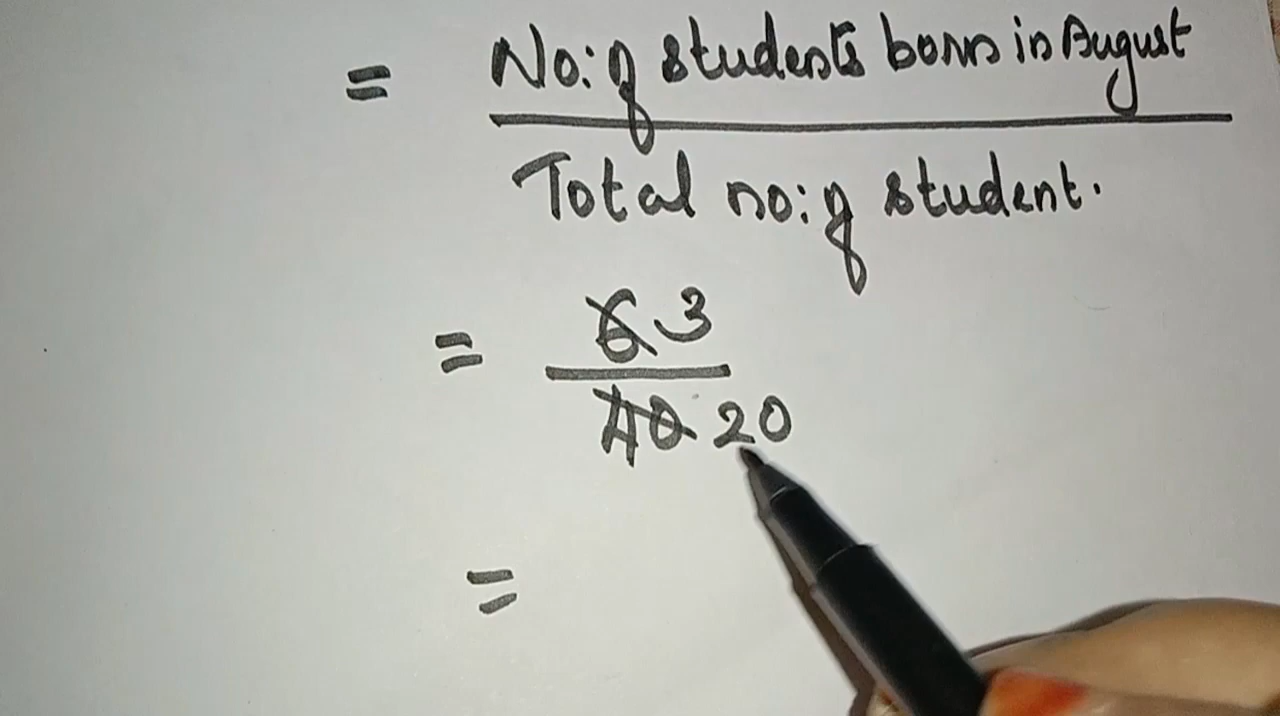 = No: of students born in August
Total no: of student.
= 6 3
40 20
=